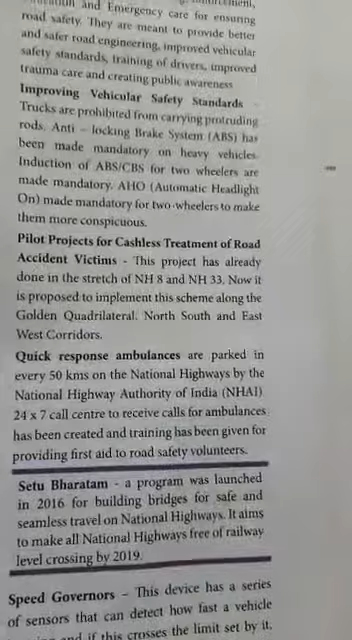 and Emergency care for ensuring
road safety. They are meant to provide better
and safer road engineering, improved vehicular
safety standards, training of drivers, improved
trauma care and creating public awareness
Improving Vehicular Safety Standards -
Trucks are prohibited from carrying protruding
rods. Anti – locking Brake System (ABS) has
been made mandatory on heavy vehicles.
Induction of ABS/CBS for two wheelers are
made mandatory. AHO (Automatic Headlight
On) made mandatory for two-wheelers to make
them more conspicuous.
Pilot Projects for Cashless Treatment of Road
Accident Victims - This project has already
done in the stretch of NH 8 and NH 33. Now it
is proposed to implement this scheme along the
Golden Quadrilateral. North South and East
West Corridors.
Quick response ambulances are parked in
every 50 kms on the National Highways by the
National Highway Authority of India (NHAI)
24 x 7 call centre to receive calls for ambulances
has been created and training has been given for
providing first aid to road safety volunteers.
Setu Bharatam - a program was launched
in 2016 for building bridges for safe and
seamless travel on National Highways. It aims
to make all National Highways free of railway
level crossing by 2019.
Speed Governors – This device has a series
of sensors that can detect how fast a vehicle
and if this crosses the limit set by it,